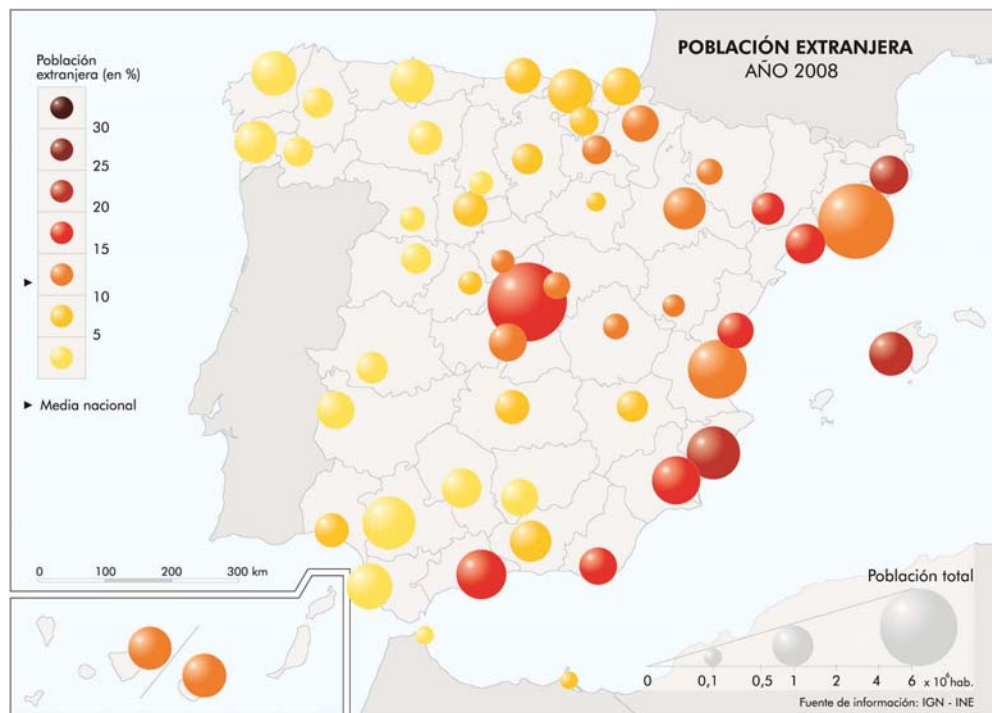 POBLACIÓN EXTRANJERA
AÑO 2008
Población
extranjera (en %)
30
25
20
15
10
5
► Media nacional
0 100 200 300 km
Población total
0 0,1 0,5 1 2 4 6 x 10⁶ hab.
Fuente de información: IGN - INE